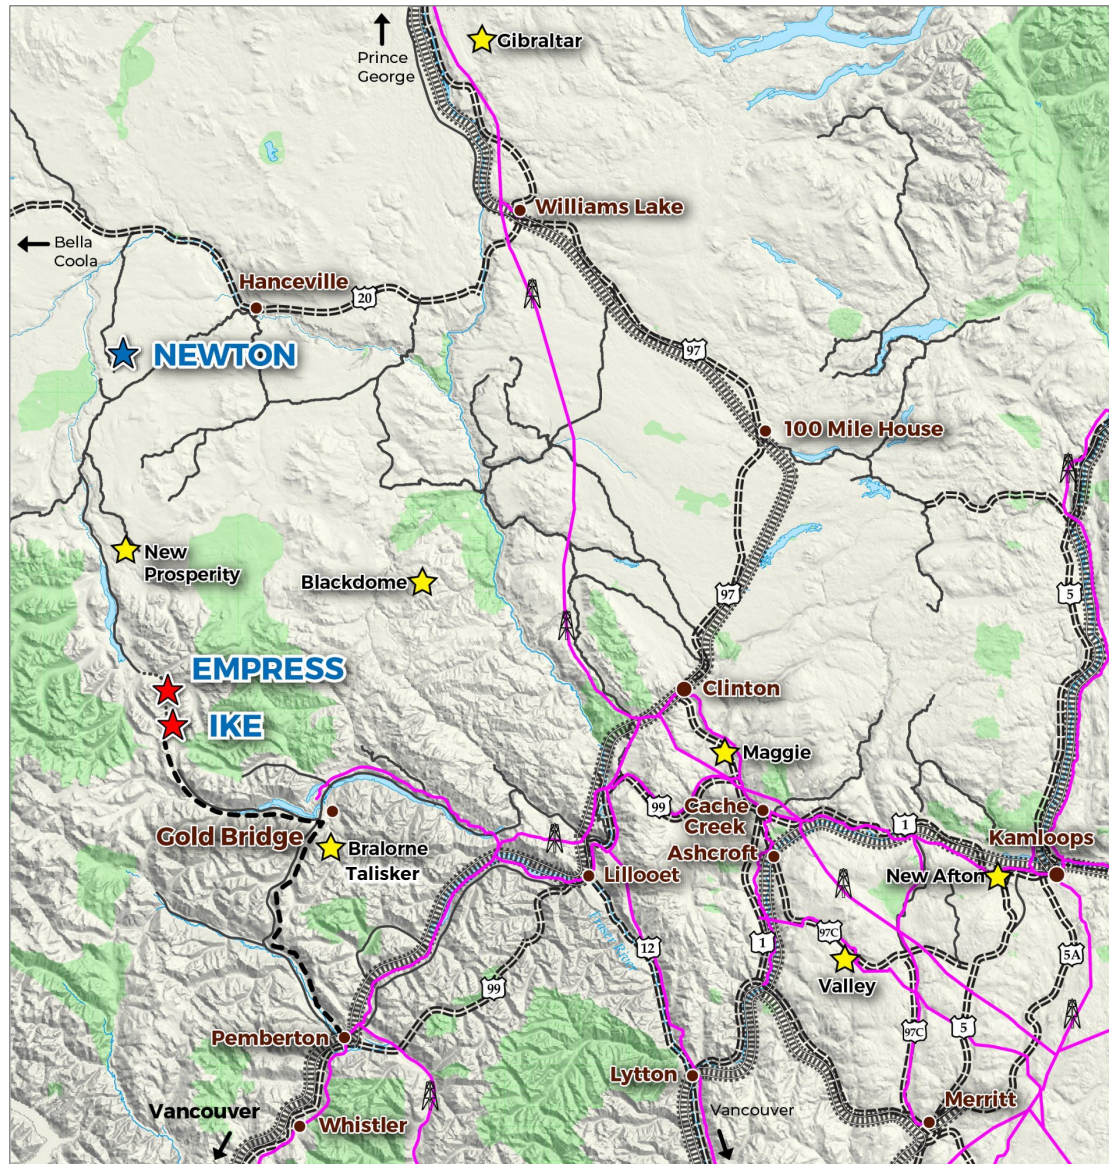 Gibraltar
Prince
George
Williams Lake
Bella
Coola
Hanceville
20
NEWTON
97
100 Mile House
New
Prosperity
Blackdome
97
5
EMPRESS
IKE
Clinton
Maggie
99
Cache
Creek
1
Kamloops
Gold Bridge
Bralorne
Talisker
Lillooet
Ashcroft
New Afton
Fraser River
12
1
97C
5A
Valley
99
Pemberton
97C
5
Lytton
Merritt
Vancouver
Vancouver
Whistler